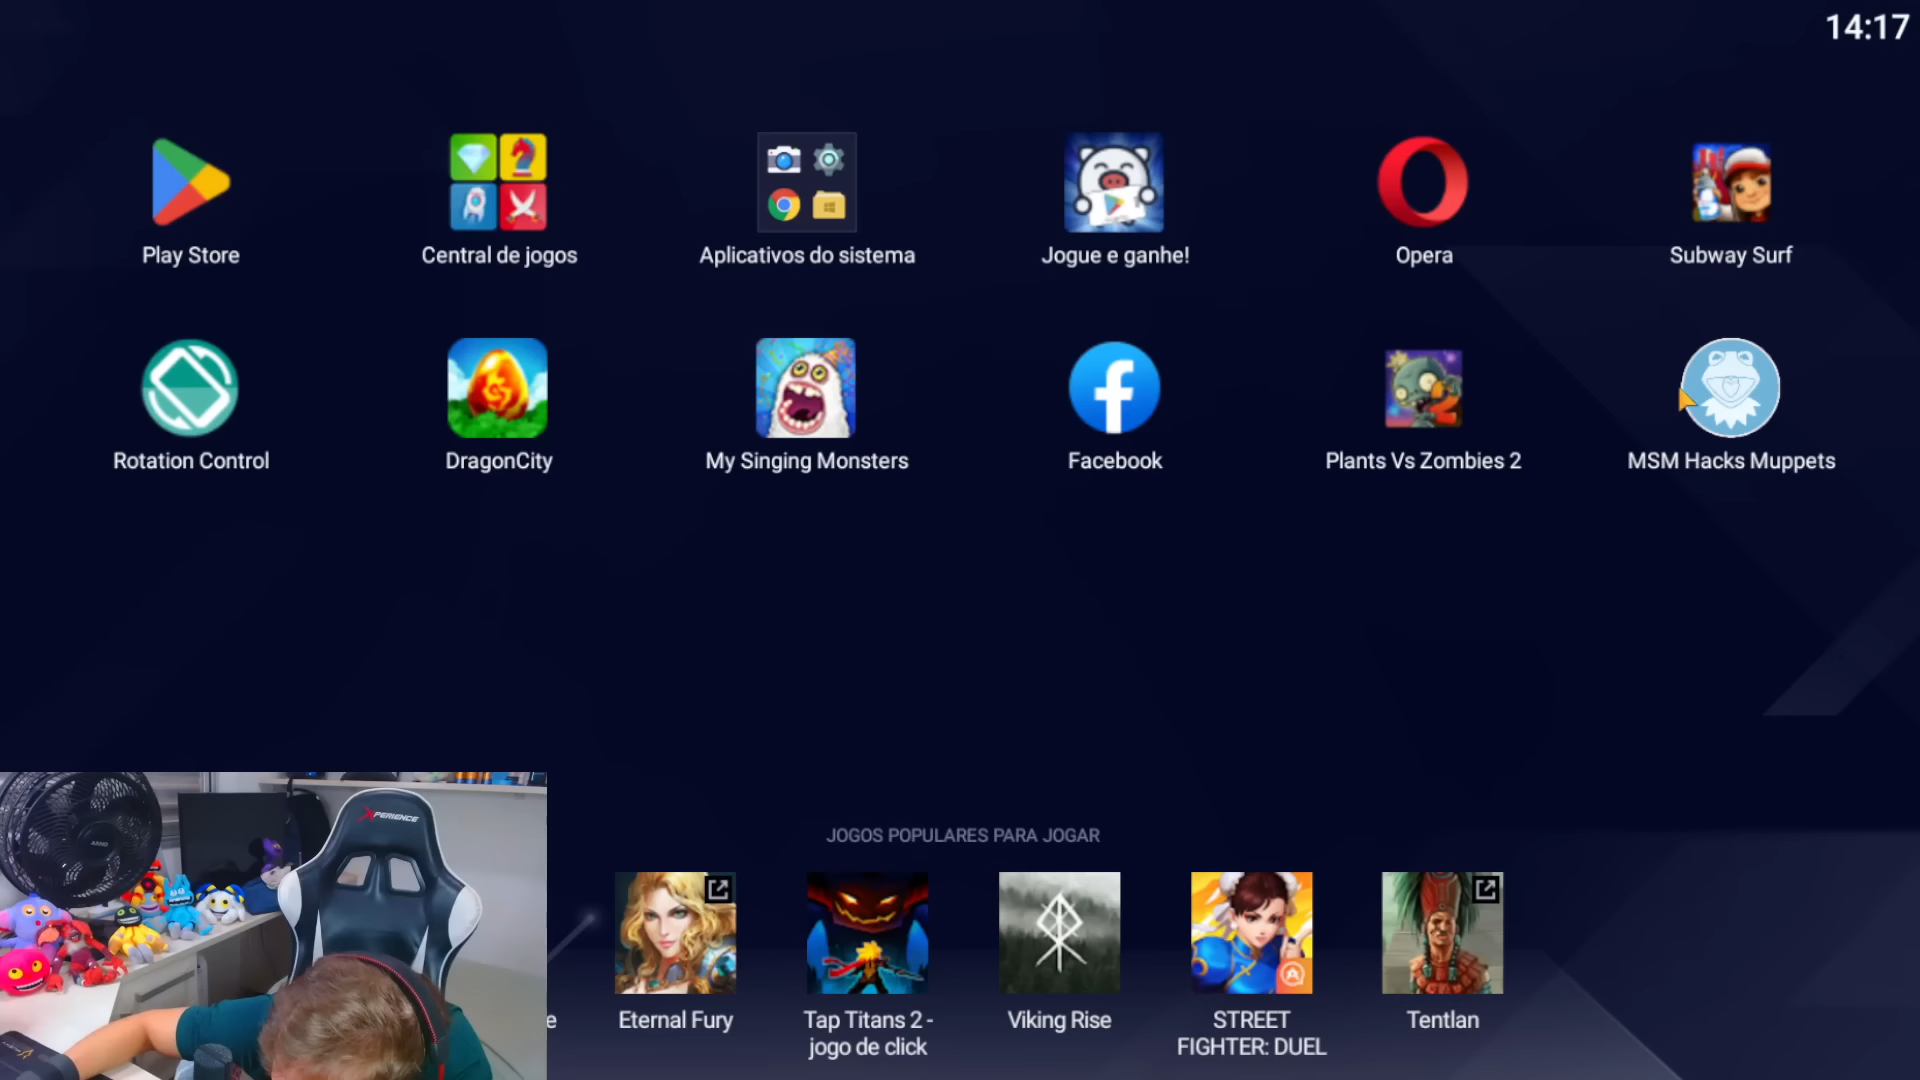 14:17
Play Store
Central de jogos
Aplicativos do sistema
Jogue e ganhe!
Opera
Subway Surf
Rotation Control
DragonCity
My Singing Monsters
Facebook
Plants Vs Zombies 2
MSM Hacks Muppets
JOGOS POPULARES PARA JOGAR
XPERIENCE
ARNO
e
Eternal Fury
Tap Titans 2 -
jogo de click
Viking Rise
STREET
FIGHTER: DUEL
Tentlan